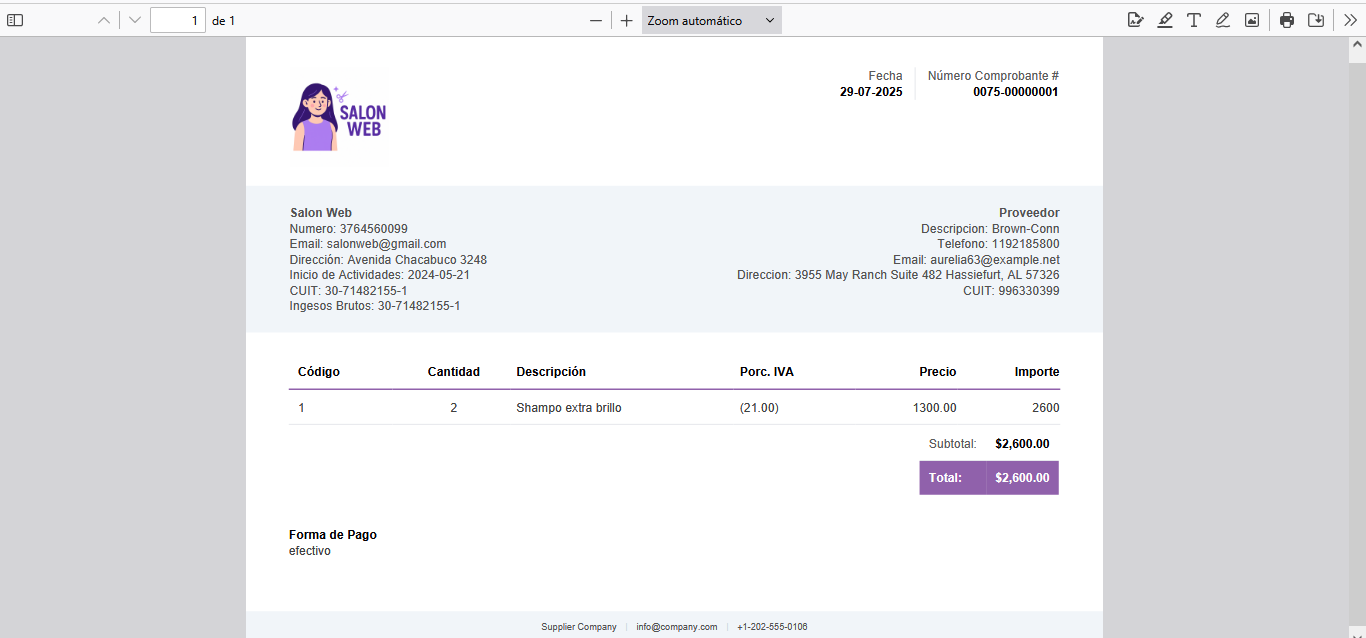 1 de 1
Zoom automático
SALON
WEB
Fecha
29-07-2025
Número Comprobante #
0075-00000001
Salon Web
Numero: 3764560099
Email: salonweb@gmail.com
Dirección: Avenida Chacabuco 3248
Inicio de Actividades: 2024-05-21
CUIT: 30-71482155-1
Ingesos Brutos: 30-71482155-1
Proveedor
Descripcion: Brown-Conn
Telefono: 1192185800
Email: aurelia63@example.net
Direccion: 3955 May Ranch Suite 482 Hassiefurt, AL 57326
CUIT: 996330399
Código Cantidad Descripción Porc. IVA Precio Importe
1 2 Shampo extra brillo (21.00) 1300.00 2600
Subtotal: $2,600.00
Total: $2,600.00
Forma de Pago
efectivo
Supplier Company | info@company.com | +1-202-555-0106